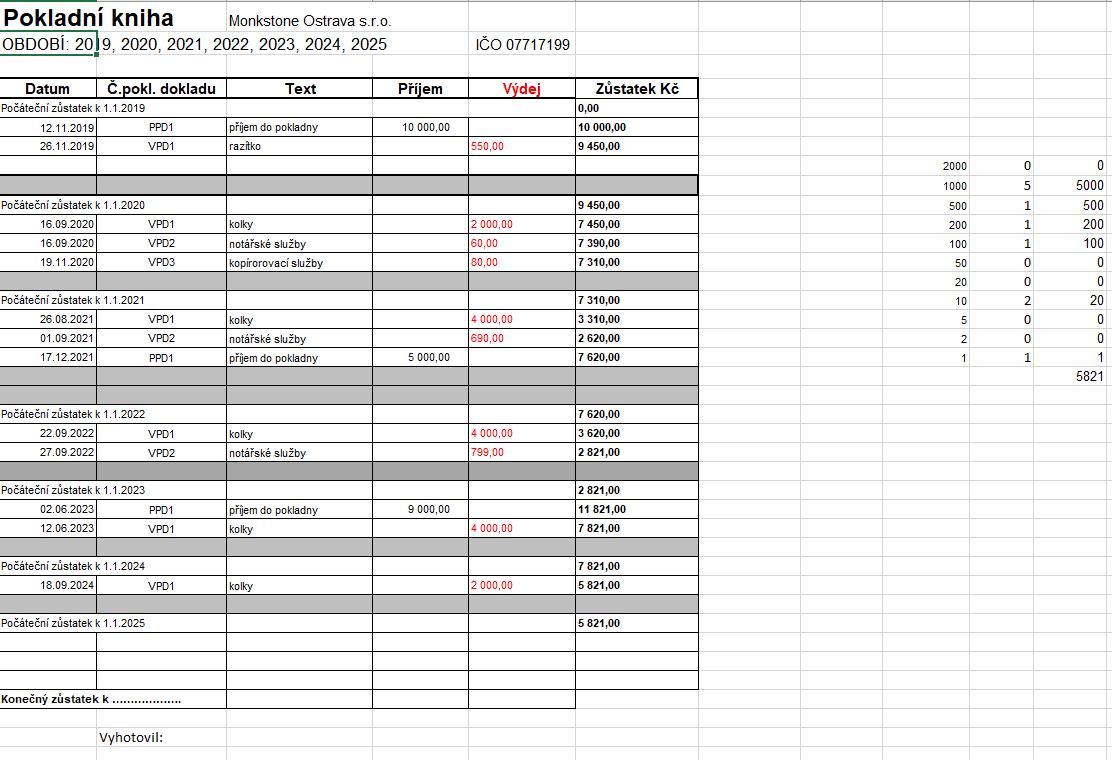 Pokladní kniha Monkstone Ostrava s.r.o.
OBDOBÍ: 2019, 2020, 2021, 2022, 2023, 2024, 2025 IČO 07717199
Datum Č.pokl. dokladu Text Příjem Výdej Zůstatek Kč
Počáteční zůstatek k 1.1.2019 0,00
12.11.2019 PPD1 příjem do pokladny 10 000,00 10 000,00
26.11.2019 VPD1 razítko 550,00 9 450,00
2000 0 0
1000 5 5000
Počáteční zůstatek k 1.1.2020 9 450,00 500 1 500
16.09.2020 VPD1 kolky 2 000,00 7 450,00 200 1 200
16.09.2020 VPD2 notářské služby 60,00 7 390,00 100 1 100
19.11.2020 VPD3 kopírorovací služby 80,00 7 310,00 50 0 0
20 0 0
Počáteční zůstatek k 1.1.2021 7 310,00 10 2 20
26.08.2021 VPD1 kolky 4 000,00 3 310,00 5 0 0
01.09.2021 VPD2 notářské služby 690,00 2 620,00 2 0 0
17.12.2021 PPD1 příjem do pokladny 5 000,00 7 620,00 1 1 1
5821
Počáteční zůstatek k 1.1.2022 7 620,00
22.09.2022 VPD1 kolky 4 000,00 3 620,00
27.09.2022 VPD2 notářské služby 799,00 2 821,00
Počáteční zůstatek k 1.1.2023 2 821,00
02.06.2023 PPD1 příjem do pokladny 9 000,00 11 821,00
12.06.2023 VPD1 kolky 4 000,00 7 821,00
Počáteční zůstatek k 1.1.2024 7 821,00
18.09.2024 VPD1 kolky 2 000,00 5 821,00
Počáteční zůstatek k 1.1.2025 5 821,00
Konečný zůstatek k ..................
Vyhotovil: